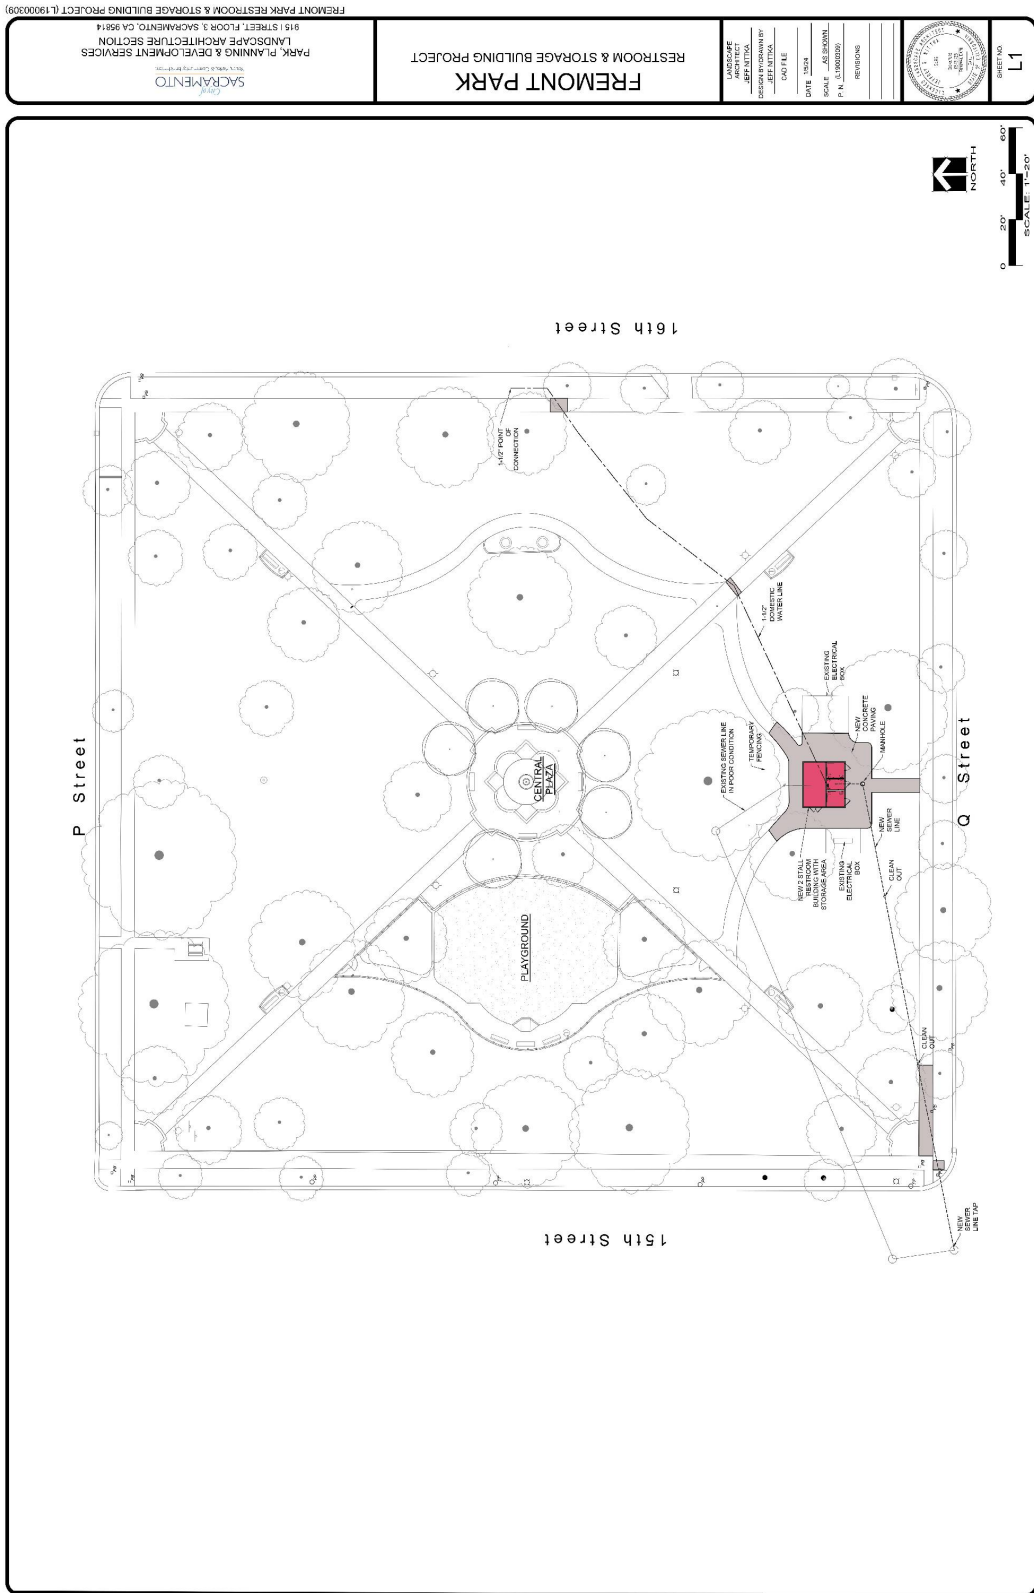 FREMONT PARK RESTROOM & STORAGE BUILDING PROJECT (L19000309)
City of
SACRAMENTO
PARK, PLANNING & DEVELOPMENT SERVICES
LANDSCAPE ARCHITECTURE SECTION
915 I STREET, FLOOR 3, SACRAMENTO, CA 95814
FREMONT PARK
RESTROOM & STORAGE BUILDING PROJECT
LANDSCAPE
ARCHITECT
JEFF NITTKA
DESIGN BY/DRAWN BY
JEFF NITTKA
CAD FILE
DATE
SCALE AS SHOWN
P. N. (L19000309)
REVISIONS
SHEET NO.
L1
NORTH
0 20' 40' 60'
SCALE: 1"=20'
16th Street
P Street
Q Street
15th Street
1-1/2" POINT
OF
CONNECTION
1-1/2"
DOMESTIC
WATER LINE
EXISTING
ELECTRICAL
BOX
NEW
CONCRETE
PAVING
MANHOLE
TEMPORARY
FENCING
EXISTING SEWER LINE
IN POOR CONDITION
CENTRAL
PLAZA
PLAYGROUND
NEW 2 STALL
RESTROOM
BUILDING WITH
STORAGE AREA
EXISTING
ELECTRICAL
BOX
NEW
SEWER
LINE
CLEAN
OUT
CLEAN
OUT
NEW
SEWER
LINE TAP